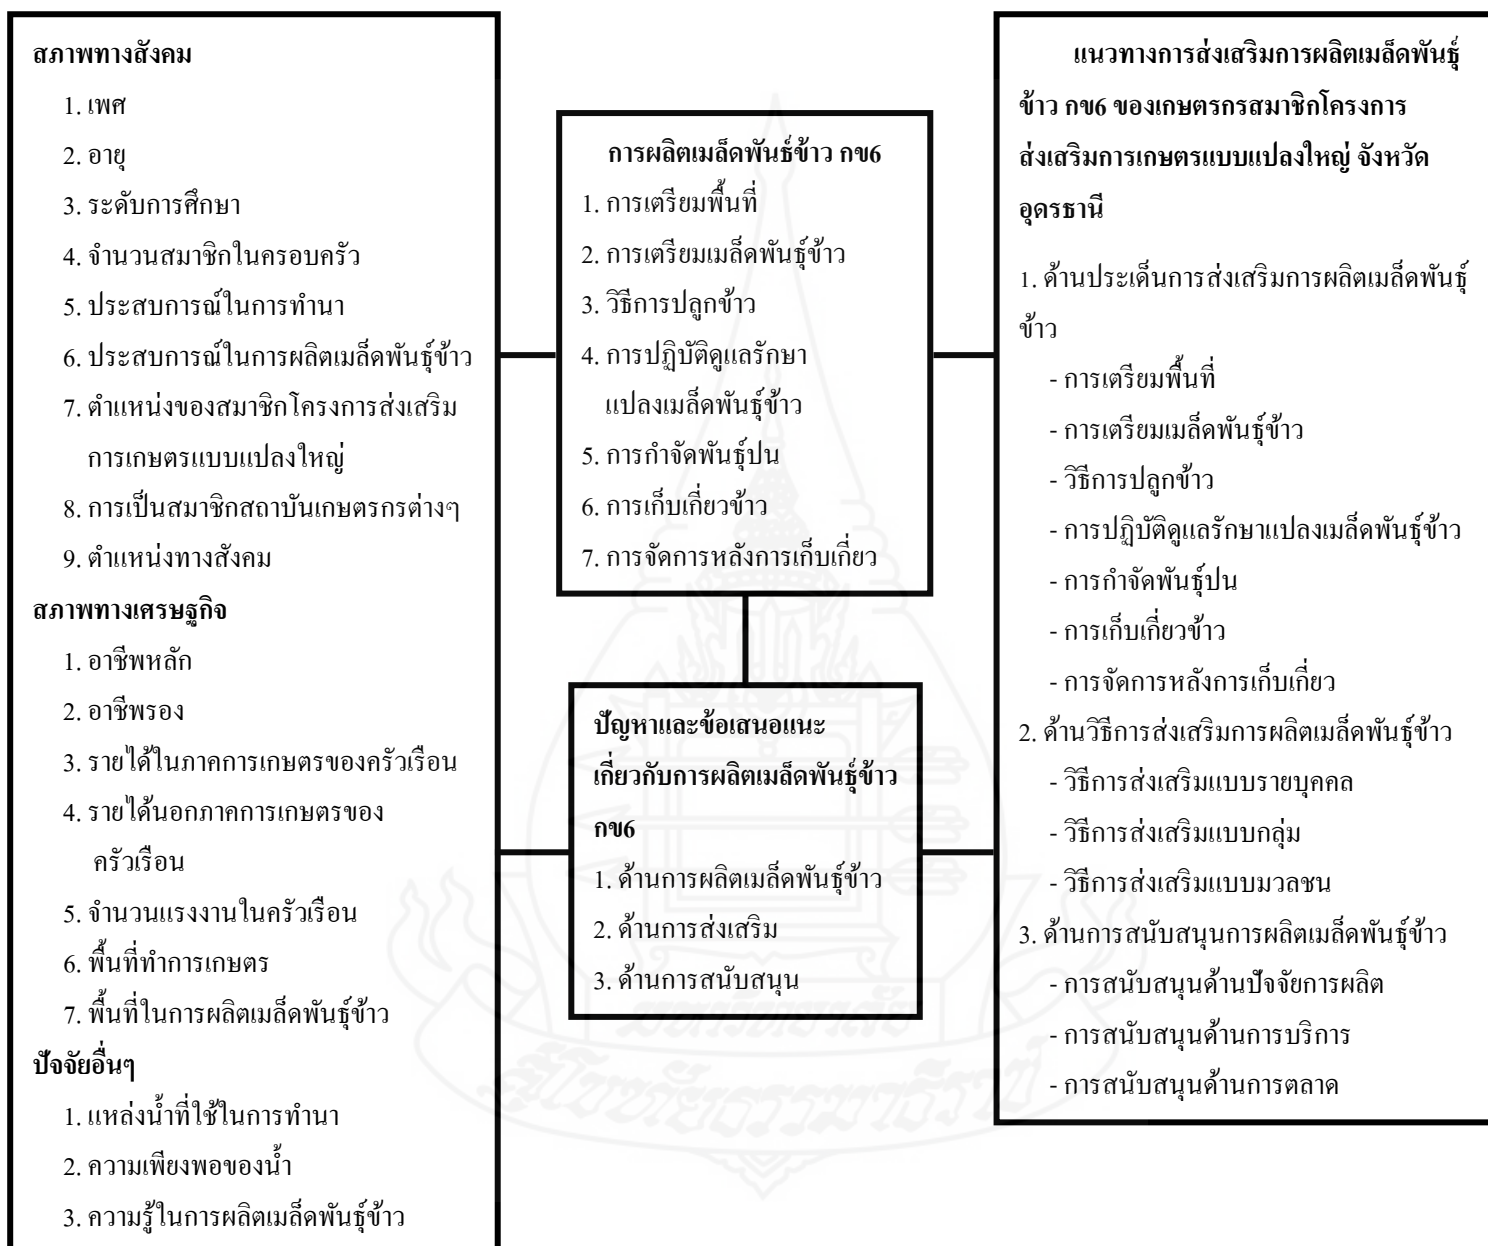 สภาพทางสังคม
1. เพศ
2. อายุ
3. ระดับการศึกษา
4. จำนวนสมาชิกในครอบครัว
5. ประสบการณ์ในการทำนา
6. ประสบการณ์ในการผลิตเมล็ดพันธุ์ข้าว
7. ตำแหน่งของสมาชิกโครงการส่งเสริม
การเกษตรแบบแปลงใหญ่
8. การเป็นสมาชิกสถาบันเกษตรกรต่างๆ
9. ตำแหน่งทางสังคม
สภาพทางเศรษฐกิจ
1. อาชีพหลัก
2. อาชีพรอง
3. รายได้ในภาคการเกษตรของครัวเรือน
4. รายได้นอกภาคการเกษตรของ
ครัวเรือน
5. จำนวนแรงงานในครัวเรือน
6. พื้นที่ทำการเกษตร
7. พื้นที่ในการผลิตเมล็ดพันธุ์ข้าว
ปัจจัยอื่นๆ
1. แหล่งน้ำที่ใช้ในการทำนา
2. ความเพียงพอของน้ำ
3. ความรู้ในการผลิตเมล็ดพันธุ์ข้าว
การผลิตเมล็ดพันธ์ข้าว กข6
1. การเตรียมพื้นที่
2. การเตรียมเมล็ดพันธุ์ข้าว
3. วิธีการปลูกข้าว
4. การปฏิบัติดูแลรักษา
แปลงเมล็ดพันธุ์ข้าว
5. การกำจัดพันธุ์ปน
6. การเก็บเกี่ยวข้าว
7. การจัดการหลังการเก็บเกี่ยว
ปัญหาและข้อเสนอแนะ
เกี่ยวกับการผลิตเมล็ดพันธุ์ข้าว
กข6
1. ด้านการผลิตเมล็ดพันธุ์ข้าว
2. ด้านการส่งเสริม
3. ด้านการสนับสนุน
แนวทางการส่งเสริมการผลิตเมล็ดพันธุ์
ข้าว กข6 ของเกษตรกรสมาชิกโครงการ
ส่งเสริมการเกษตรแบบแปลงใหญ่ จังหวัด
อุดรธานี
1. ด้านประเด็นการส่งเสริมการผลิตเมล็ดพันธุ์
ข้าว
- การเตรียมพื้นที่
- การเตรียมเมล็ดพันธุ์ข้าว
- วิธีการปลูกข้าว
- การปฏิบัติดูแลรักษาแปลงเมล็ดพันธุ์ข้าว
- การกำจัดพันธุ์ปน
- การเก็บเกี่ยวข้าว
- การจัดการหลังการเก็บเกี่ยว
2. ด้านวิธีการส่งเสริมการผลิตเมล็ดพันธุ์ข้าว
- วิธีการส่งเสริมแบบรายบุคคล
- วิธีการส่งเสริมแบบกลุ่ม
- วิธีการส่งเสริมแบบมวลชน
3. ด้านการสนับสนุนการผลิตเมล็ดพันธุ์ข้าว
- การสนับสนุนด้านปัจจัยการผลิต
- การสนับสนุนด้านการบริการ
- การสนับสนุนด้านการตลาด
มหาวิทยาลัย
สุโขทัยธรรมาธิราช